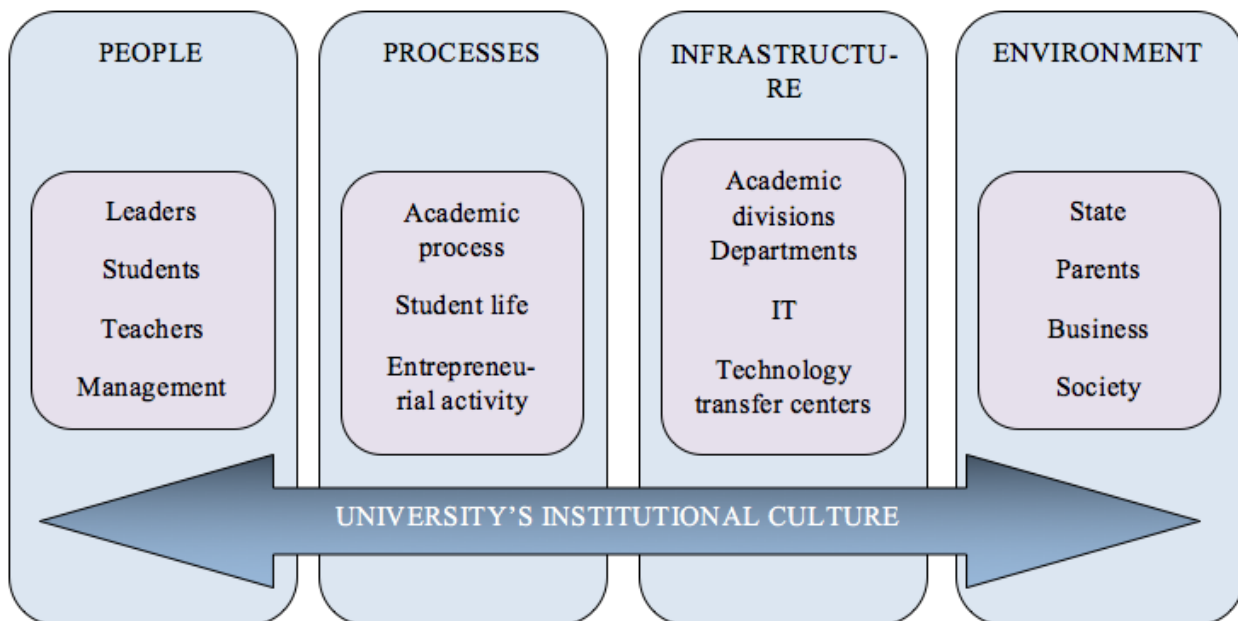 PEOPLE
Leaders
Students
Teachers
Management
PROCESSES
Academic
process
Student life
Entrepreneu-
rial activity
INFRASTRUCTU-
RE
Academic
divisions
Departments
IT
Technology
transfer centers
ENVIRONMENT
State
Parents
Business
Society
UNIVERSITY’S INSTITUTIONAL CULTURE